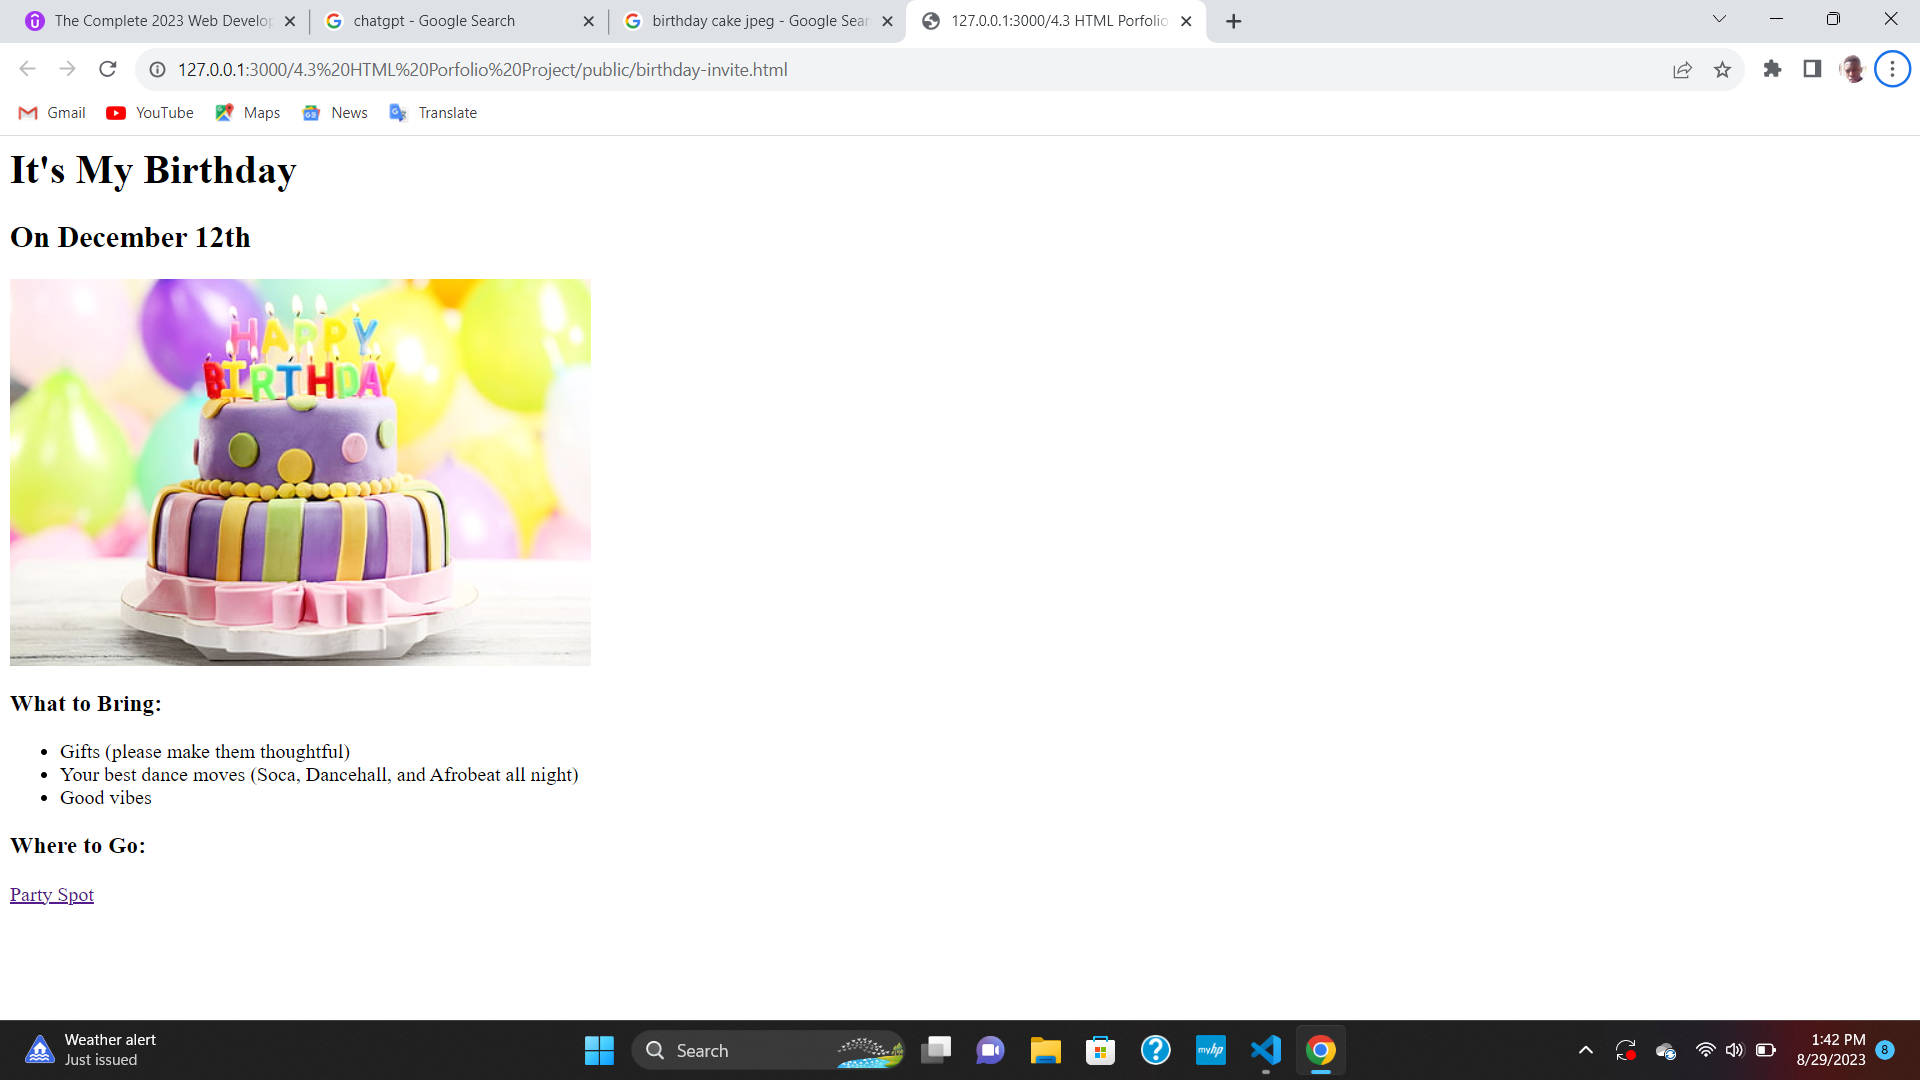 The Complete 2023 Web Develop
chatgpt - Google Search
birthday cake jpeg - Google Sear
127.0.0.1:3000/4.3 HTML Porfolio
127.0.0.1:3000/4.3%20HTML%20Porfolio%20Project/public/birthday-invite.html
Gmail
YouTube
Maps
News
Translate
It's My Birthday
On December 12th
HAPPY
BIRTHDAY
What to Bring:
Gifts (please make them thoughtful)
Your best dance moves (Soca, Dancehall, and Afrobeat all night)
Good vibes
Where to Go:
Party Spot
Weather alert
Just issued
Search
myhp
1:42 PM
8/29/2023
8